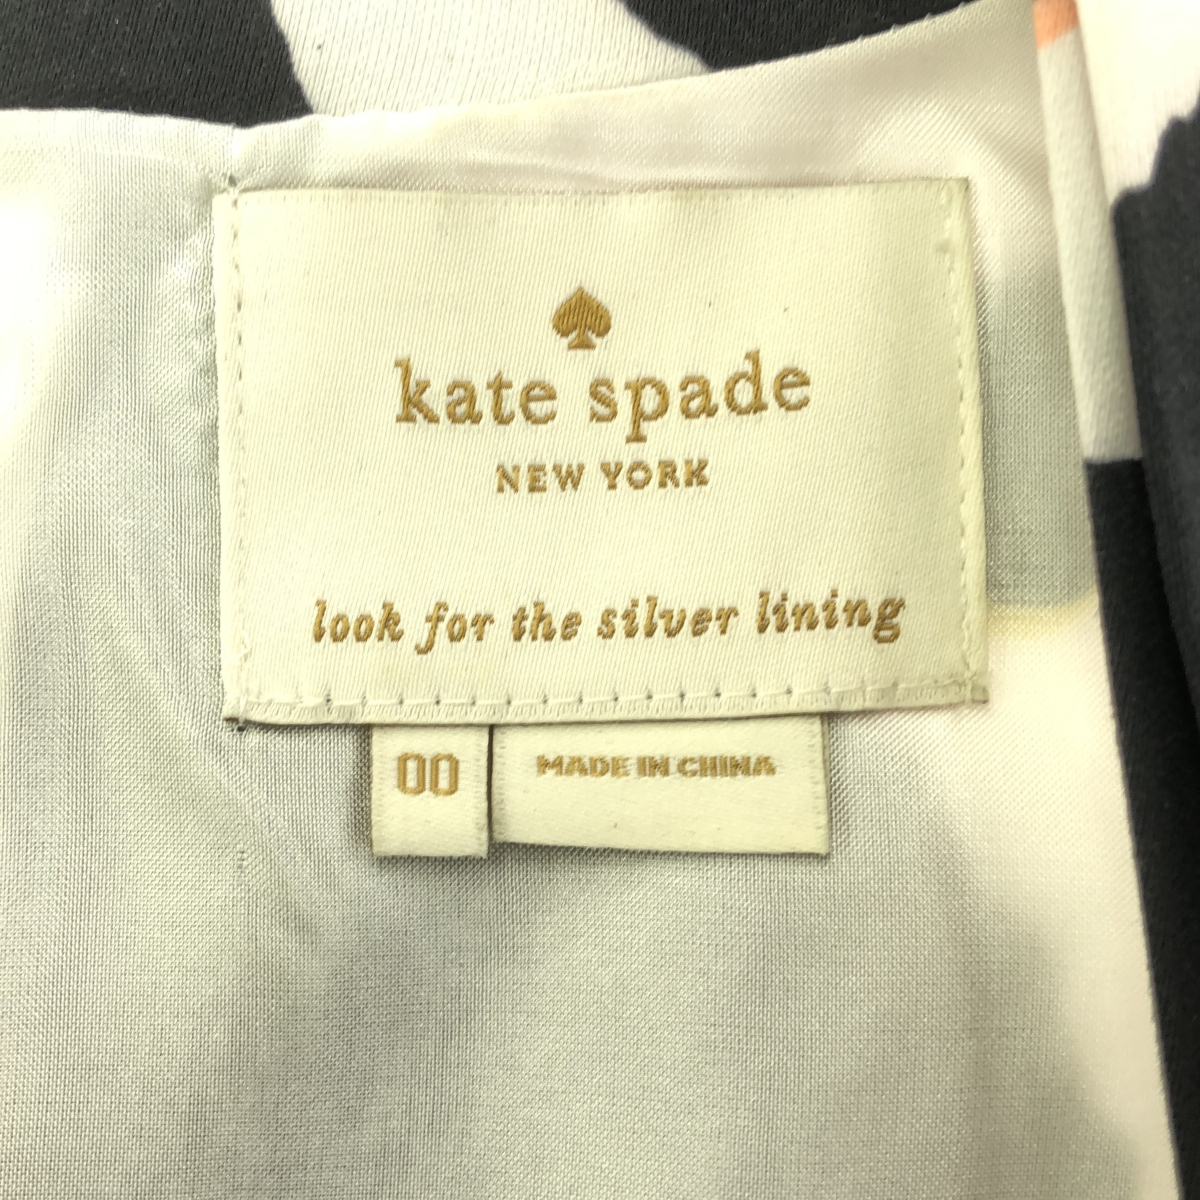 kate spade
NEW YORK
look for the silver lining
00
MADE IN CHINA